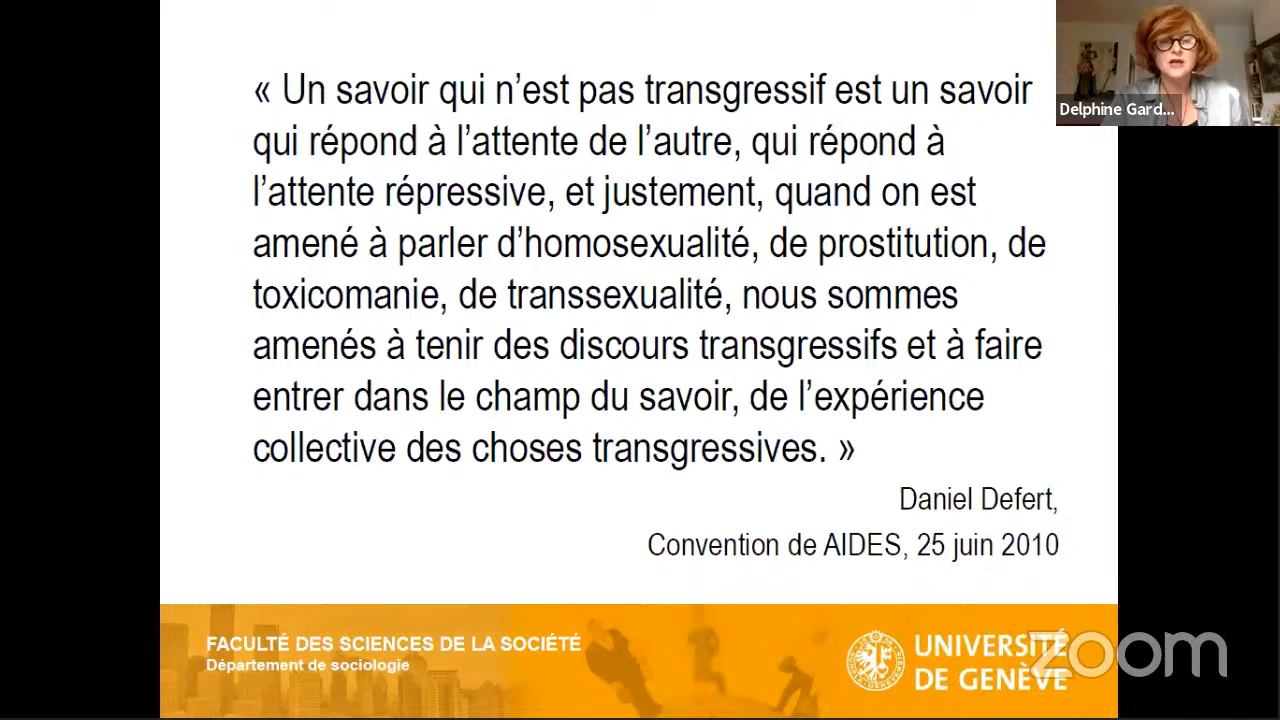 « Un savoir qui n’est pas transgressif est un savoir
qui répond à l’attente de l’autre, qui répond à
l’attente répressive, et justement, quand on est
amené à parler d’homosexualité, de prostitution, de
toxicomanie, de transsexualité, nous sommes
amenés à tenir des discours transgressifs et à faire
entrer dans le champ du savoir, de l’expérience
collective des choses transgressives. »
Daniel Defert,
Convention de AIDES, 25 juin 2010
Delphine Gard...
FACULTÉ DES SCIENCES DE LA SOCIÉTÉ
Département de sociologie
UNIVERSITÉ
DE GENÈVE
zoom